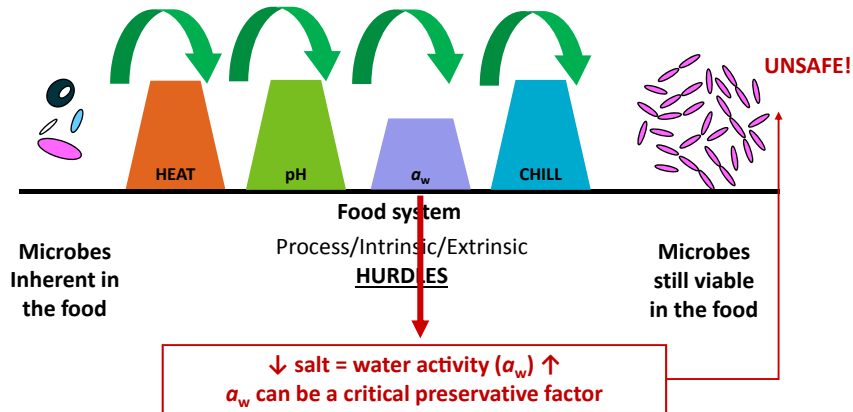 UNSAFE!
HEAT
pH
aw
CHILL
Food system
Process/Intrinsic/Extrinsic
HURDLES
Microbes
Inherent in
the food
Microbes
still viable
in the food
↓ salt = water activity (aw) ↑
aw can be a critical preservative factor